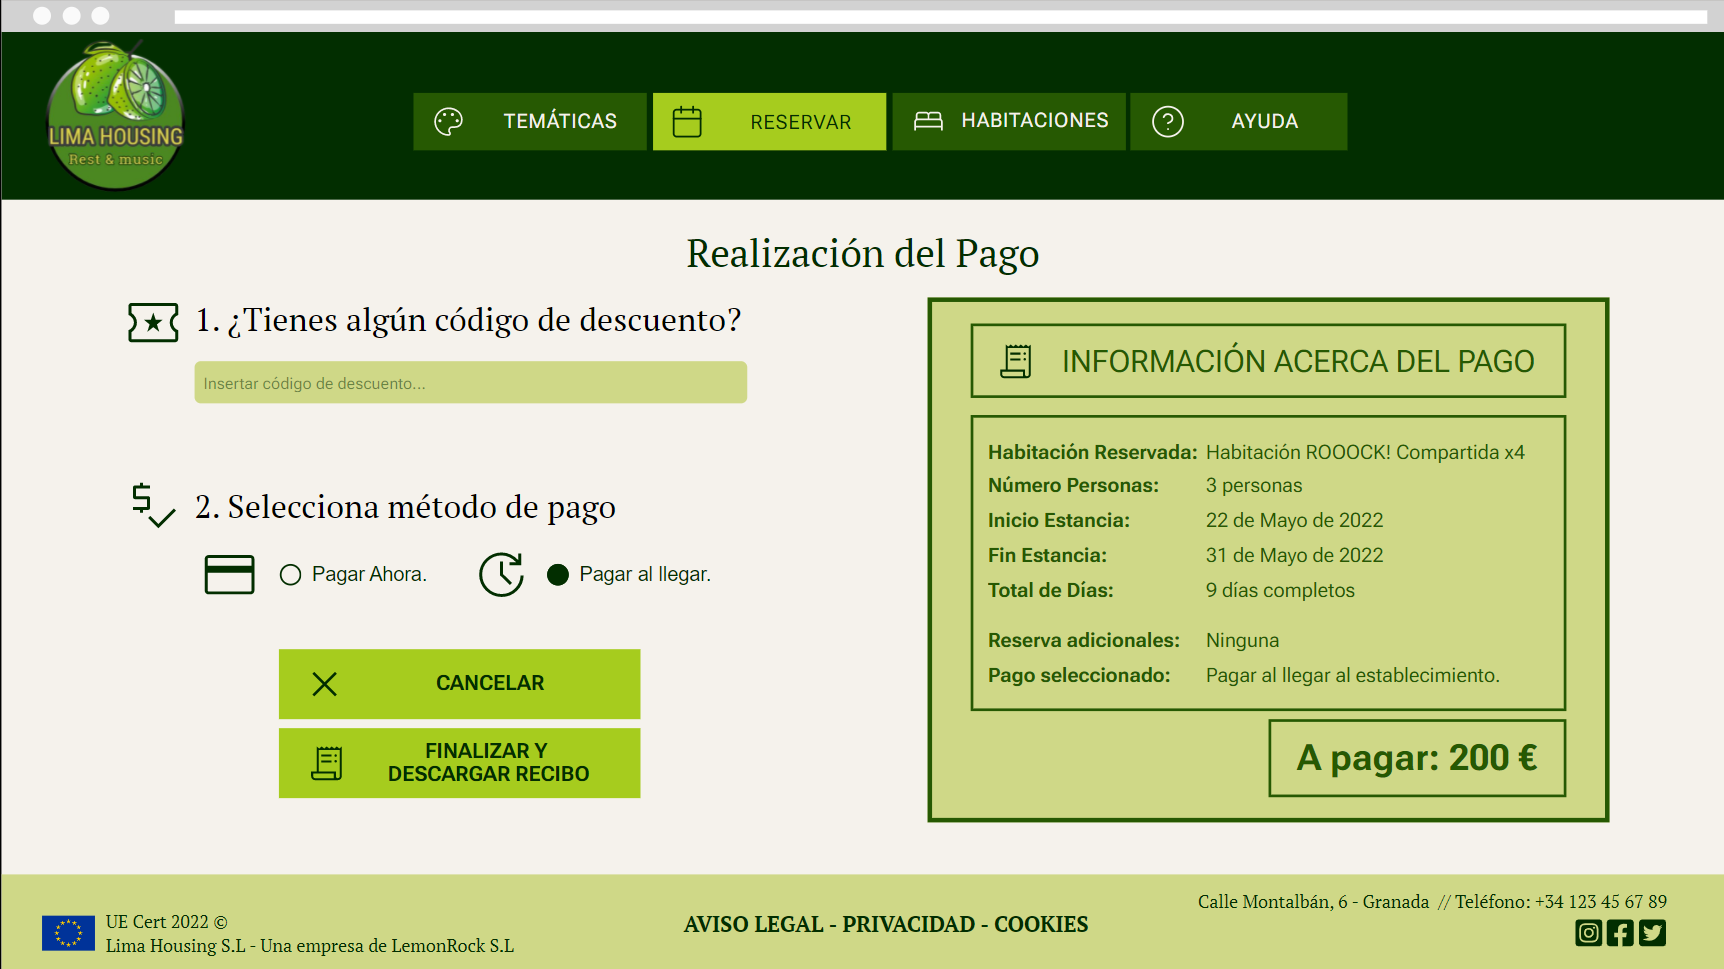 LIMA HOUSING
Rest & music
TEMÁTICAS
RESERVAR
HABITACIONES
AYUDA
Realización del Pago
1. ¿Tienes algún código de descuento?
Insertar código de descuento...
2. Selecciona método de pago
Pagar Ahora.
Pagar al llegar.
CANCELAR
FINALIZAR Y
DESCARGAR RECIBO
INFORMACIÓN ACERCA DEL PAGO
Habitación Reservada: Habitación ROOOCK! Compartida x4
Número Personas: 3 personas
Inicio Estancia: 22 de Mayo de 2022
Fin Estancia: 31 de Mayo de 2022
Total de Días: 9 días completos
Reserva adicionales: Ninguna
Pago seleccionado: Pagar al llegar al establecimiento.
A pagar: 200 €
UE Cert 2022 ©
Lima Housing S.L - Una empresa de LemonRock S.L
AVISO LEGAL - PRIVACIDAD - COOKIES
Calle Montalbán, 6 - Granada // Teléfono: +34 123 45 67 89